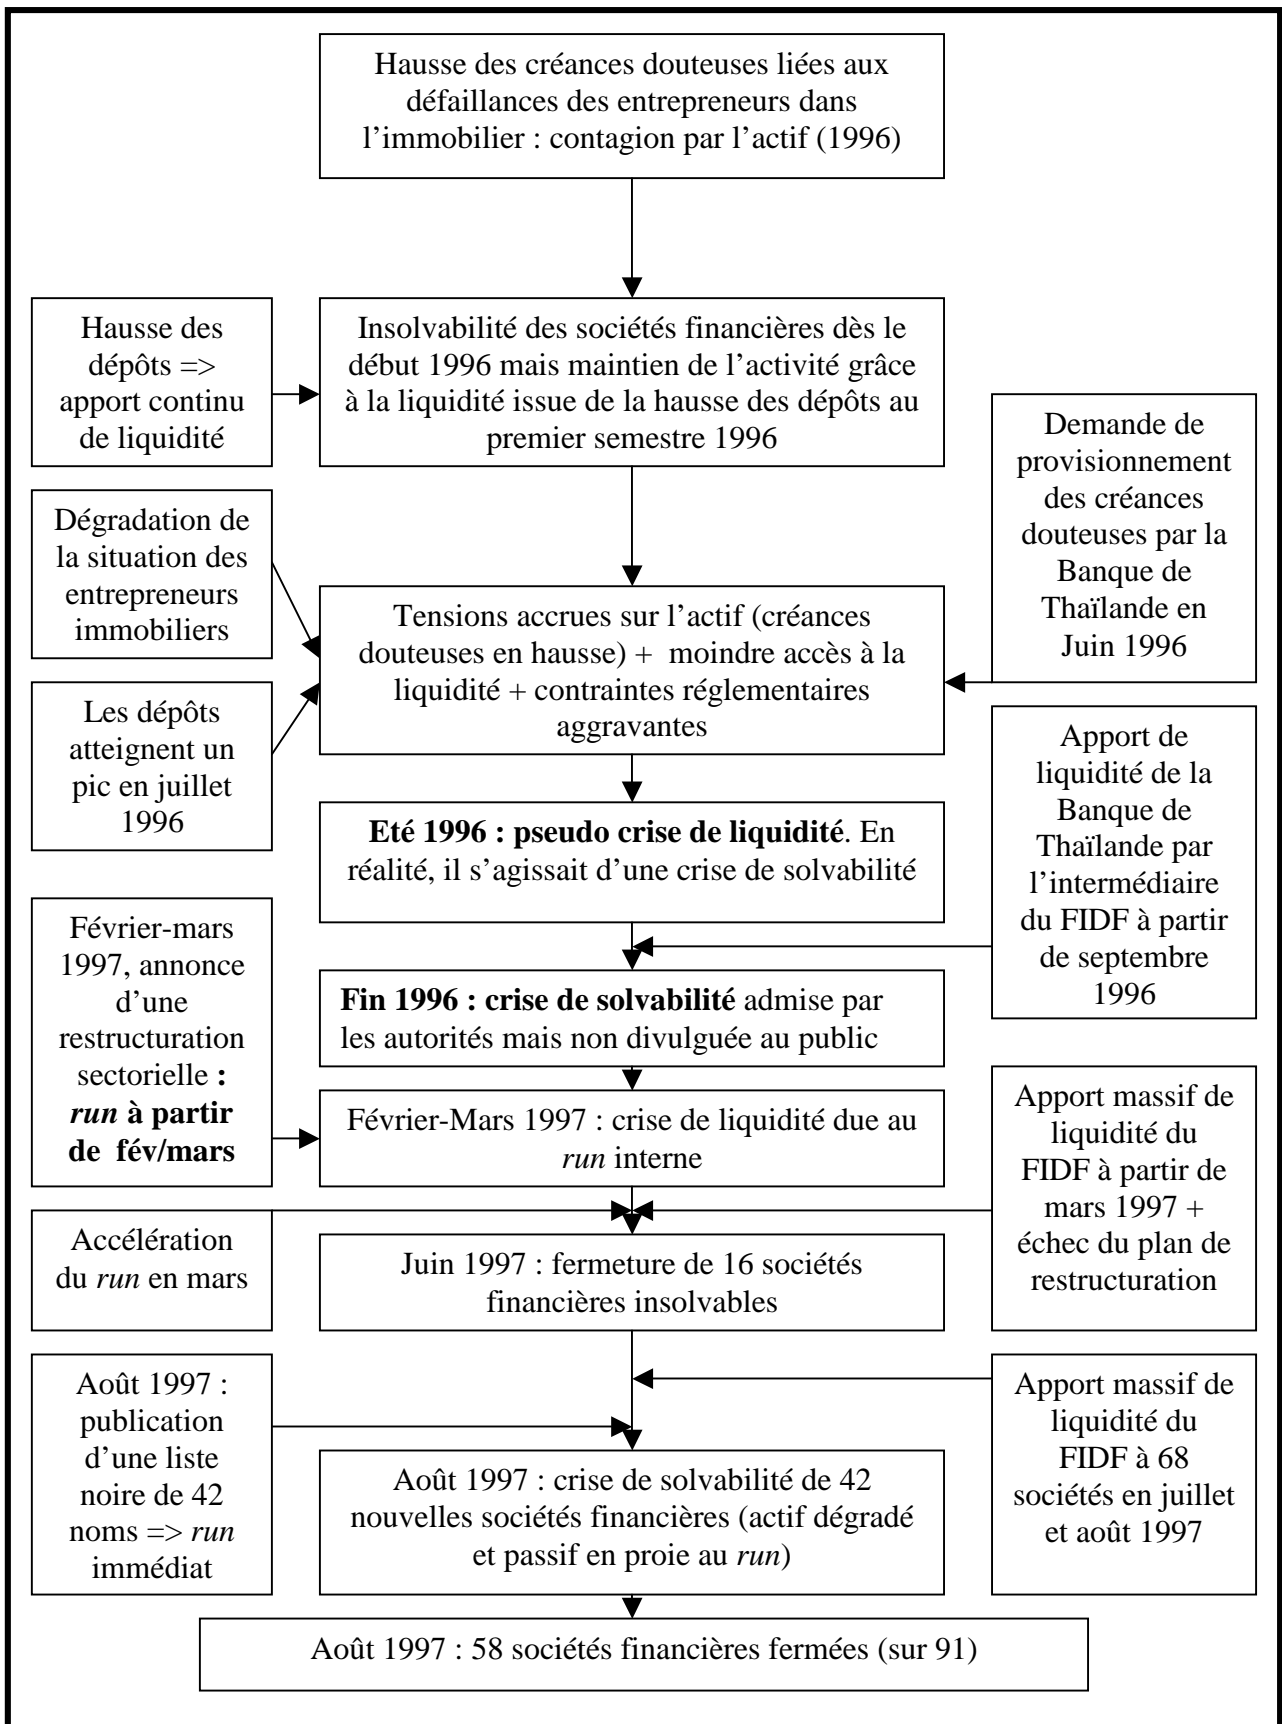 Hausse des créances douteuses liées aux
défaillances des entrepreneurs dans
l’immobilier : contagion par l’actif (1996)
Hausse des
dépôts =>
apport continu
de liquidité
Insolvabilité des sociétés financières dès le
début 1996 mais maintien de l’activité grâce
à la liquidité issue de la hausse des dépôts au
premier semestre 1996
Demande de
provisionnement
des créances
douteuses par la
Banque de
Thaïlande en
Juin 1996
Dégradation de
la situation des
entrepreneurs
immobiliers
Tensions accrues sur l’actif (créances
douteuses en hausse) + moindre accès à la
liquidité + contraintes réglementaires
aggravantes
Les dépôts
atteignent un
pic en juillet
1996
Apport de
liquidité de la
Banque de
Thaïlande par
l’intermédiaire
du FIDF à partir
de septembre
1996
Eté 1996 : pseudo crise de liquidité. En
réalité, il s’agissait d’une crise de solvabilité
Février-mars
1997, annonce
d’une
restructuration
sectorielle :
run à partir
de fév/mars
Fin 1996 : crise de solvabilité admise par
les autorités mais non divulguée au public
Février-Mars 1997 : crise de liquidité due au
run interne
Apport massif de
liquidité du
FIDF à partir de
mars 1997 +
échec du plan de
restructuration
Accélération
du run en mars
Juin 1997 : fermeture de 16 sociétés
financières insolvables
Août 1997 :
publication
d’une liste
noire de 42
noms => run
immédiat
Apport massif de
liquidité du
FIDF à 68
sociétés en juillet
et août 1997
Août 1997 : crise de solvabilité de 42
nouvelles sociétés financières (actif dégradé
et passif en proie au run)
Août 1997 : 58 sociétés financières fermées (sur 91)